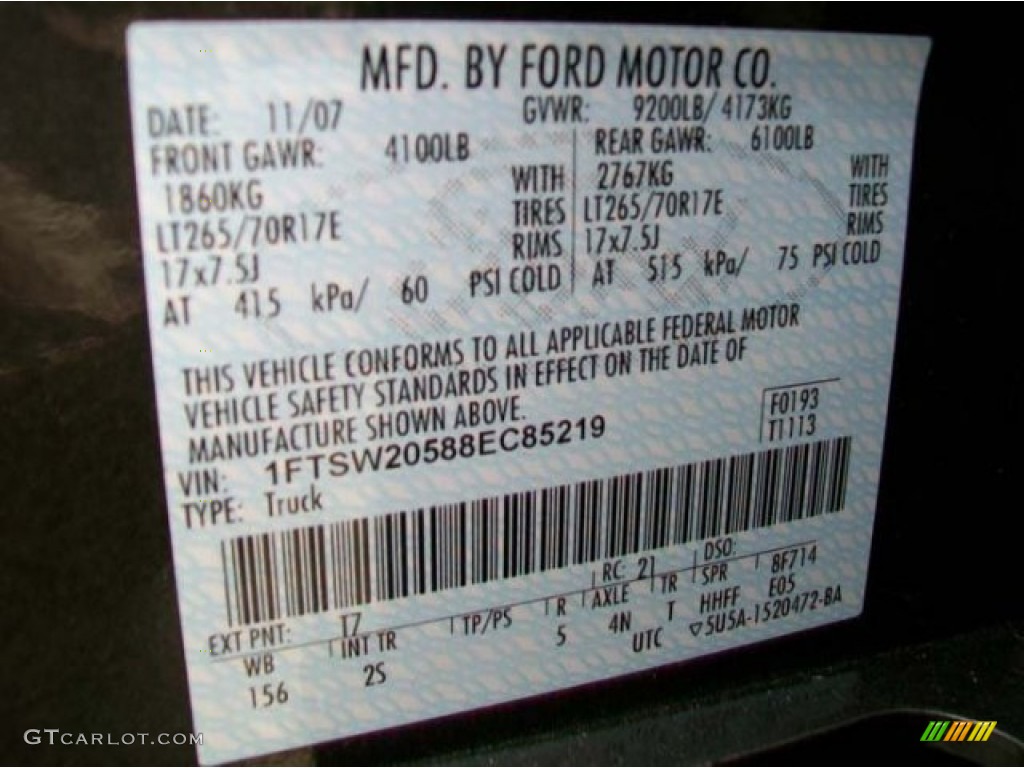 MFD. BY FORD MOTOR CO.
DATE: 11/07 GVWR: 9200LB/ 4173KG
FRONT GAWR: 4100LB REAR GAWR: 6100LB
1860KG WITH 2767KG WITH
LT265/70R17E TIRES LT265/70R17E TIRES
17x7.5J RIMS 17x7.5J RIMS
AT 415 kPa/ 60 PSI COLD AT 515 kPa/ 75 PSI COLD
THIS VEHICLE CONFORMS TO ALL APPLICABLE FEDERAL MOTOR
VEHICLE SAFETY STANDARDS IN EFFECT ON THE DATE OF
MANUFACTURE SHOWN ABOVE.
F0193
VIN: 1FTSW20588EC85219 T1113
TYPE: Truck
EXT PNT: T7 RC: 21 DSO: 8F714
WB INT TR TP/PS R AXLE TR SPR E05
156 2S 5 4N T HHFF
UTC ▽5U5A-1520472-BA
GTCARLOT.COM